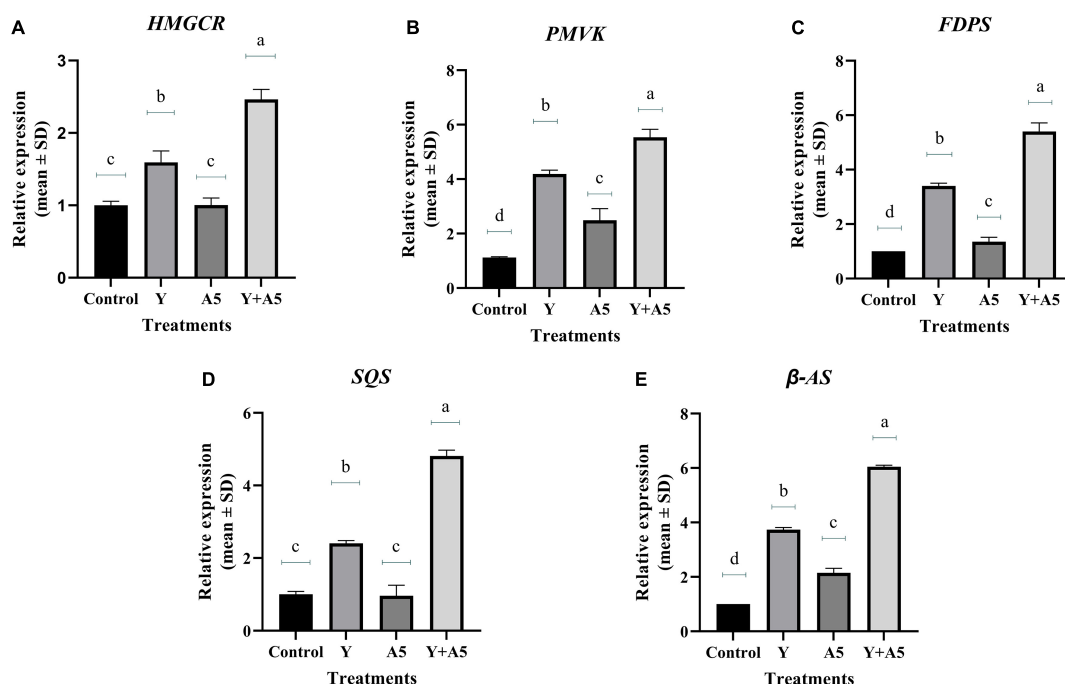 A
HMGCR
Relative expression
(mean ± SD)
3
2
1
0
c
b
c
a
Control Y A5 Y+A5
Treatments
B
PMVK
Relative expression
(mean ± SD)
8
6
4
2
0
d
b
c
a
Control Y A5 Y+A5
Treatments
C
FDPS
Relative expression
(mean ± SD)
8
6
4
2
0
d
b
c
a
Control Y A5 Y+A5
Treatments
D
SQS
Relative expression
(mean ± SD)
6
4
2
0
c
b
c
a
Control Y A5 Y+A5
Treatments
E
β-AS
Relative expression
(mean ± SD)
8
6
4
2
0
d
b
c
a
Control Y A5 Y+A5
Treatments